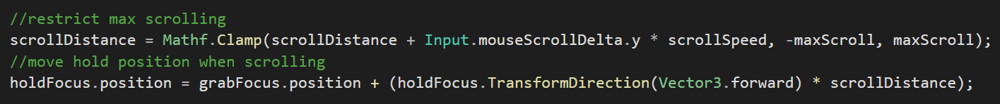 //restrict max scrolling
scrollDistance = Mathf.Clamp(scrollDistance + Input.mouseScrollDelta.y * scrollSpeed, -maxScroll, maxScroll);
//move hold position when scrolling
holdFocus.position = grabFocus.position + (holdFocus.TransformDirection(Vector3.forward) * scrollDistance);